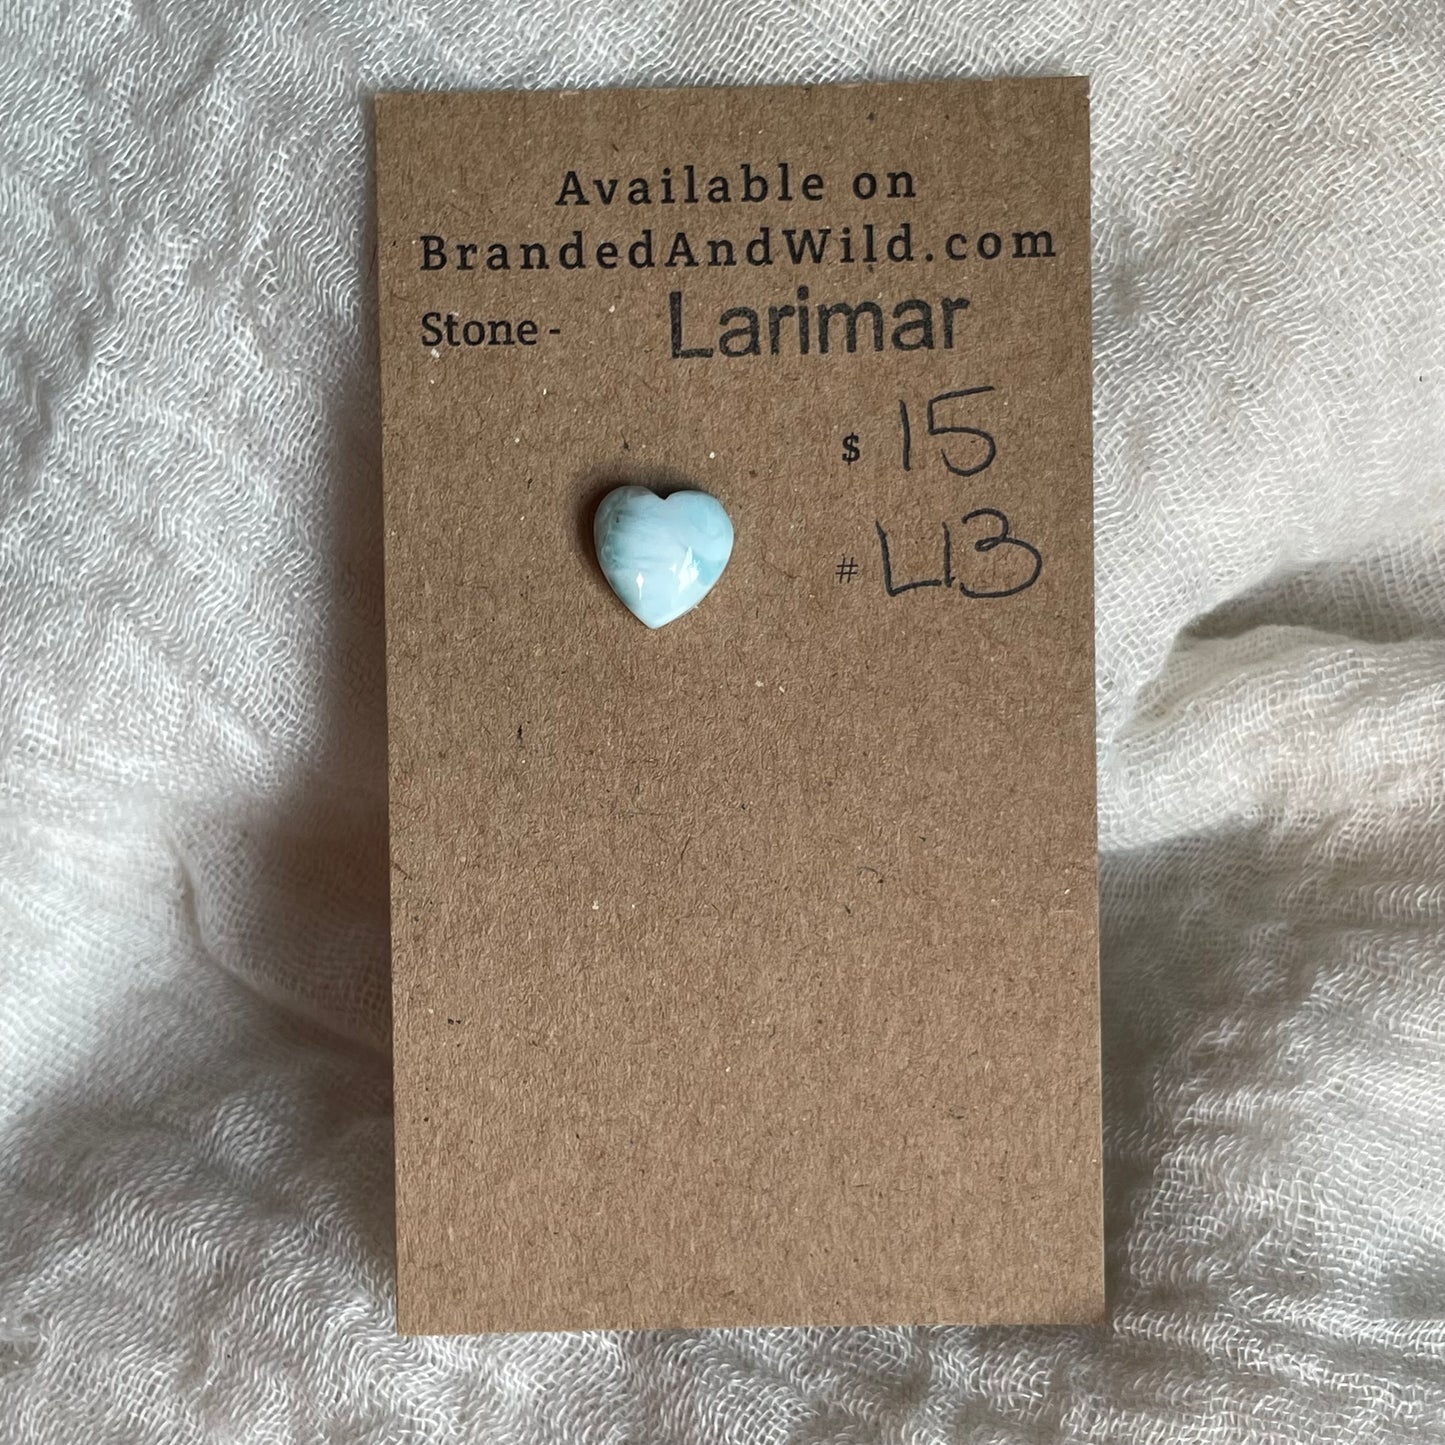 Available on
BrandedAndWild.com
Stone - Larimar
$ 15
# L13